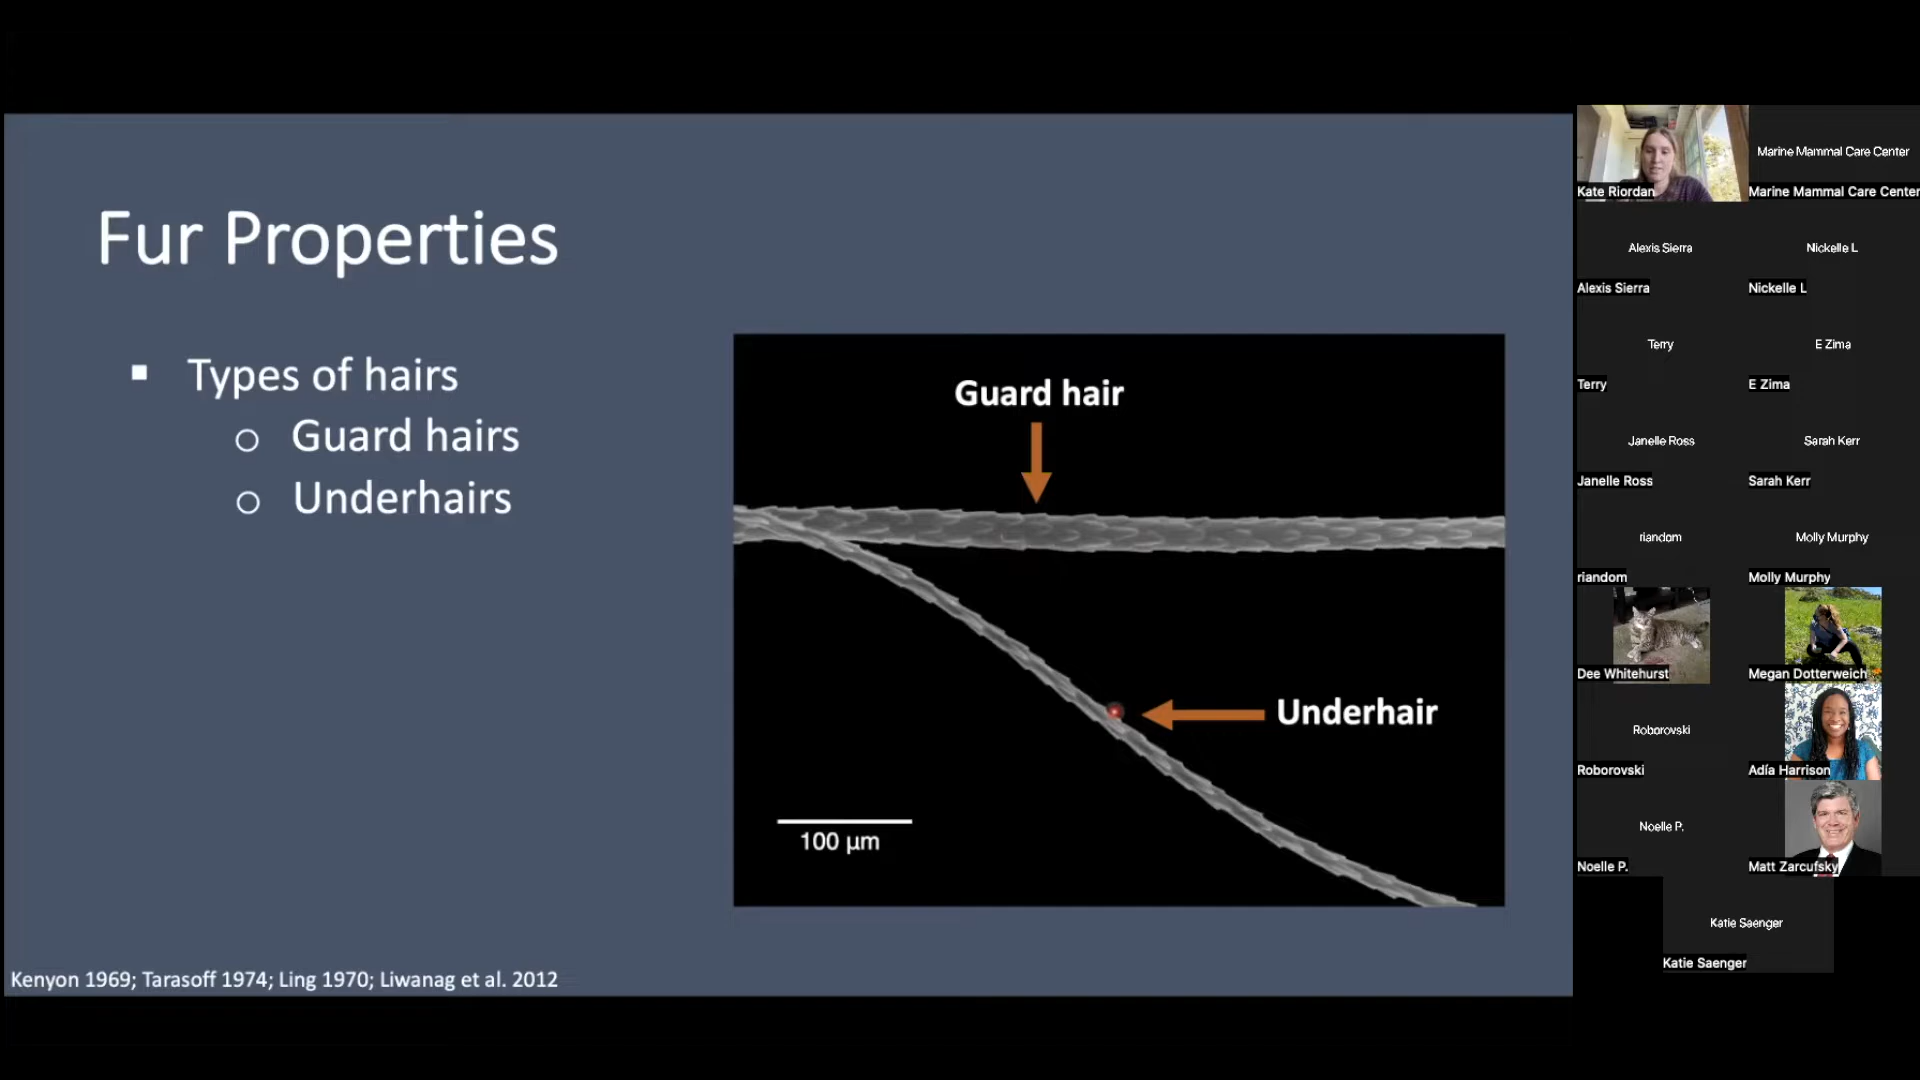 Fur Properties
▪ Types of hairs
o Guard hairs
o Underhairs
Guard hair
Underhair
100 µm
Kenyon 1969; Tarasoff 1974; Ling 1970; Liwanag et al. 2012
Kate Riordan
Marine Mammal Care Center
Marine Mammal Care Center
Alexis Sierra
Alexis Sierra
Nickelle L
Nickelle L
Terry
Terry
E Zima
E Zima
Janelle Ross
Janelle Ross
Sarah Kerr
Sarah Kerr
riandom
riandom
Molly Murphy
Molly Murphy
Dee Whitehurst
Megan Dotterweich
Roborovski
Roborovski
Adía Harrison
Noelle P.
Noelle P.
Matt Zarcufsky
Katie Saenger
Katie Saenger